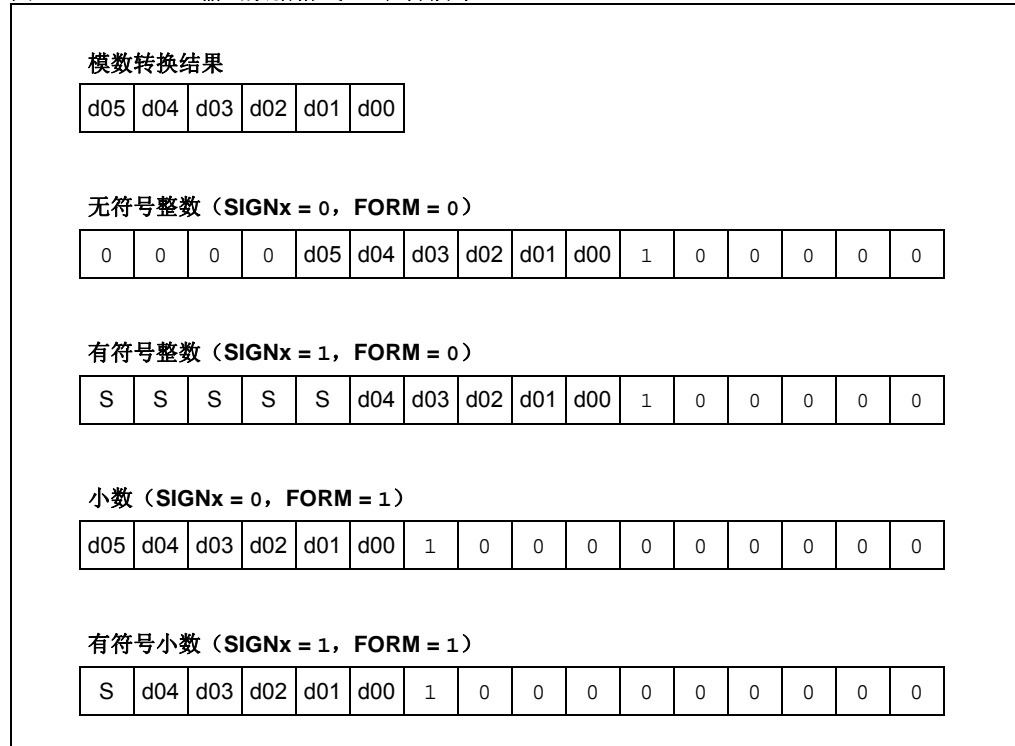 模数转换结果
d05 d04 d03 d02 d01 d00
无符号整数（SIGNx = 0，FORM = 0）
0 0 0 0 d05 d04 d03 d02 d01 d00 1 0 0 0 0 0
有符号整数（SIGNx = 1，FORM = 0）
S S S S S d04 d03 d02 d01 d00 1 0 0 0 0 0
小数（SIGNx = 0，FORM = 1）
d05 d04 d03 d02 d01 d00 1 0 0 0 0 0 0 0 0 0
有符号小数（SIGNx = 1，FORM = 1）
S d04 d03 d02 d01 d00 1 0 0 0 0 0 0 0 0 0